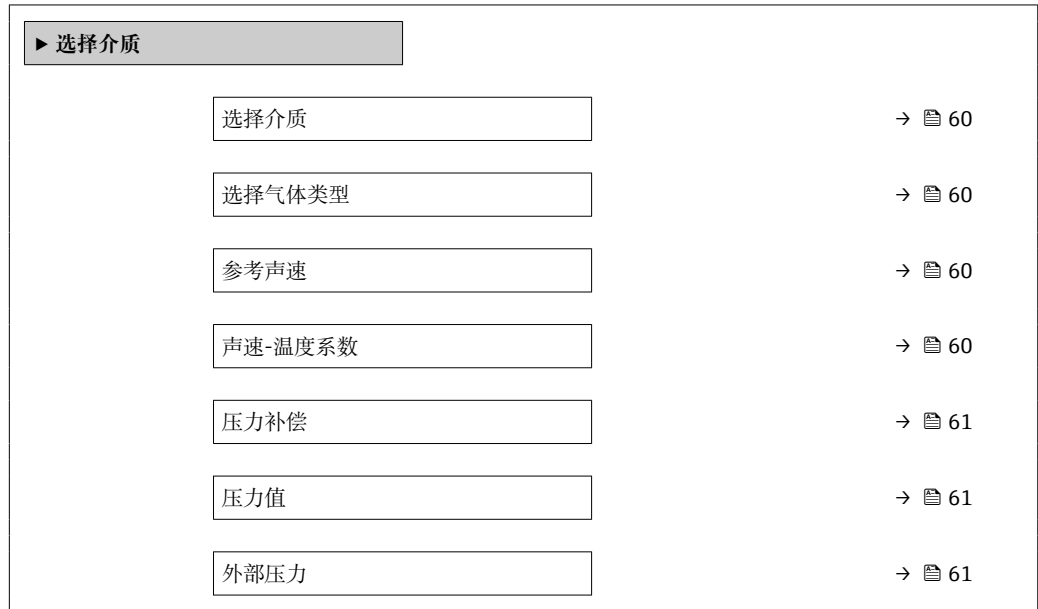 ▶ 选择介质
选择介质 → 60
选择气体类型 → 60
参考声速 → 60
声速-温度系数 → 60
压力补偿 → 61
压力值 → 61
外部压力 → 61